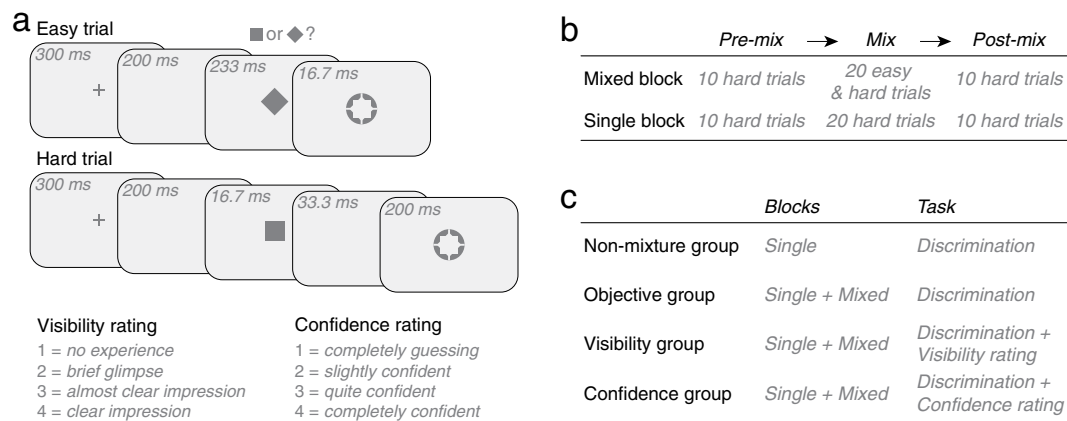 a
Easy trial
■ or ◆ ?
300 ms
200 ms
233 ms
16.7 ms
Hard trial
300 ms
200 ms
16.7 ms
33.3 ms
200 ms
Visibility rating
1 = no experience
2 = brief glimpse
3 = almost clear impression
4 = clear impression
Confidence rating
1 = completely guessing
2 = slightly confident
3 = quite confident
4 = completely confident
b
Pre-mix → Mix → Post-mix
Mixed block 10 hard trials 20 easy
& hard trials 10 hard trials
Single block 10 hard trials 20 hard trials 10 hard trials
c
Blocks Task
Non-mixture group Single Discrimination
Objective group Single + Mixed Discrimination
Visibility group Single + Mixed Discrimination +
Visibility rating
Confidence group Single + Mixed Discrimination +
Confidence rating